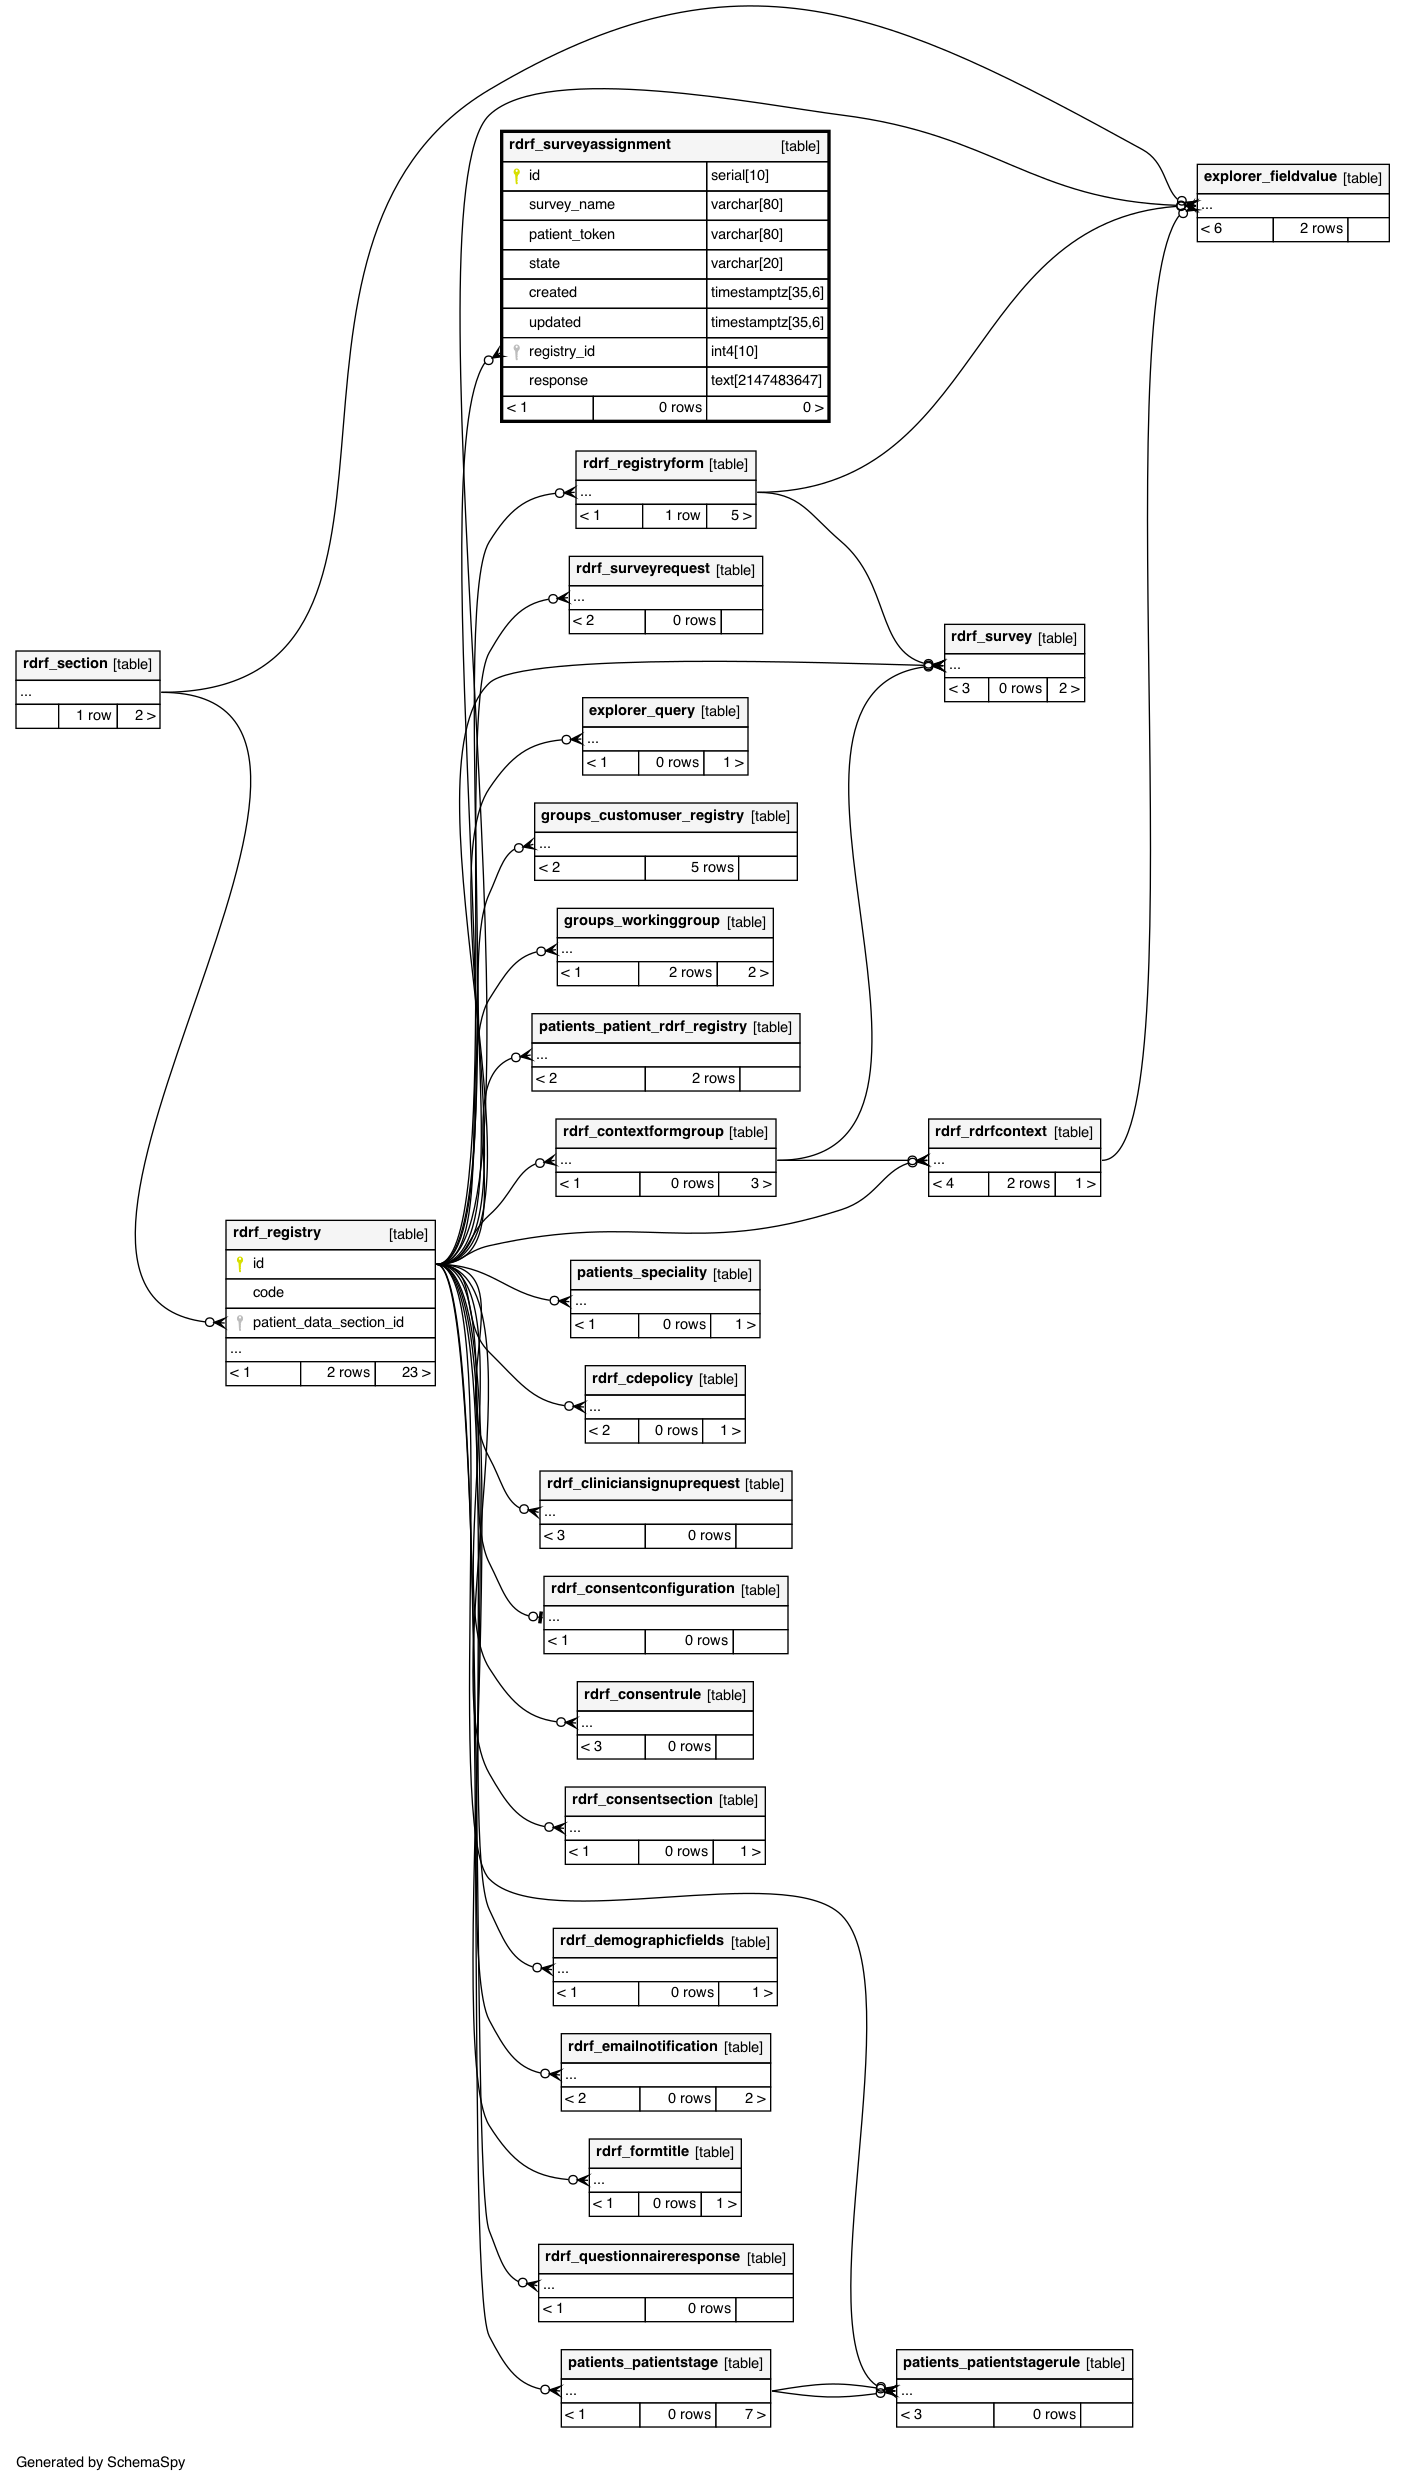 rdrf_surveyassignment [table]
id serial[10]
survey_name varchar[80]
patient_token varchar[80]
state varchar[20]
created timestamptz[35,6]
updated timestamptz[35,6]
registry_id int4[10]
response text[2147483647]
< 1 0 rows 0 >
explorer_fieldvalue [table]
...
< 6 2 rows
rdrf_registryform [table]
...
< 1 1 row 5 >
rdrf_surveyrequest [table]
...
< 2 0 rows
rdrf_survey [table]
...
< 3 0 rows 2 >
rdrf_section [table]
...
1 row 2 >
explorer_query [table]
...
< 1 0 rows 1 >
groups_customuser_registry [table]
...
< 2 5 rows
groups_workinggroup [table]
...
< 1 2 rows 2 >
patients_patient_rdrf_registry [table]
...
< 2 2 rows
rdrf_contextformgroup [table]
...
< 1 0 rows 3 >
rdrf_rdrfcontext [table]
...
< 4 2 rows 1 >
rdrf_registry [table]
id
code
patient_data_section_id
...
< 1 2 rows 23 >
patients_speciality [table]
...
< 1 0 rows 1 >
rdrf_cdepolicy [table]
...
< 2 0 rows 1 >
rdrf_cliniciansignuprequest [table]
...
< 3 0 rows
rdrf_consentconfiguration [table]
...
< 1 0 rows
rdrf_consentrule [table]
...
< 3 0 rows
rdrf_consentsection [table]
...
< 1 0 rows 1 >
rdrf_demographicfields [table]
...
< 1 0 rows 1 >
rdrf_emailnotification [table]
...
< 2 0 rows 2 >
rdrf_formtitle [table]
...
< 1 0 rows 1 >
rdrf_questionnaireresponse [table]
...
< 1 0 rows
patients_patientstage [table]
...
< 1 0 rows 7 >
patients_patientstagerule [table]
...
< 3 0 rows
Generated by SchemaSpy